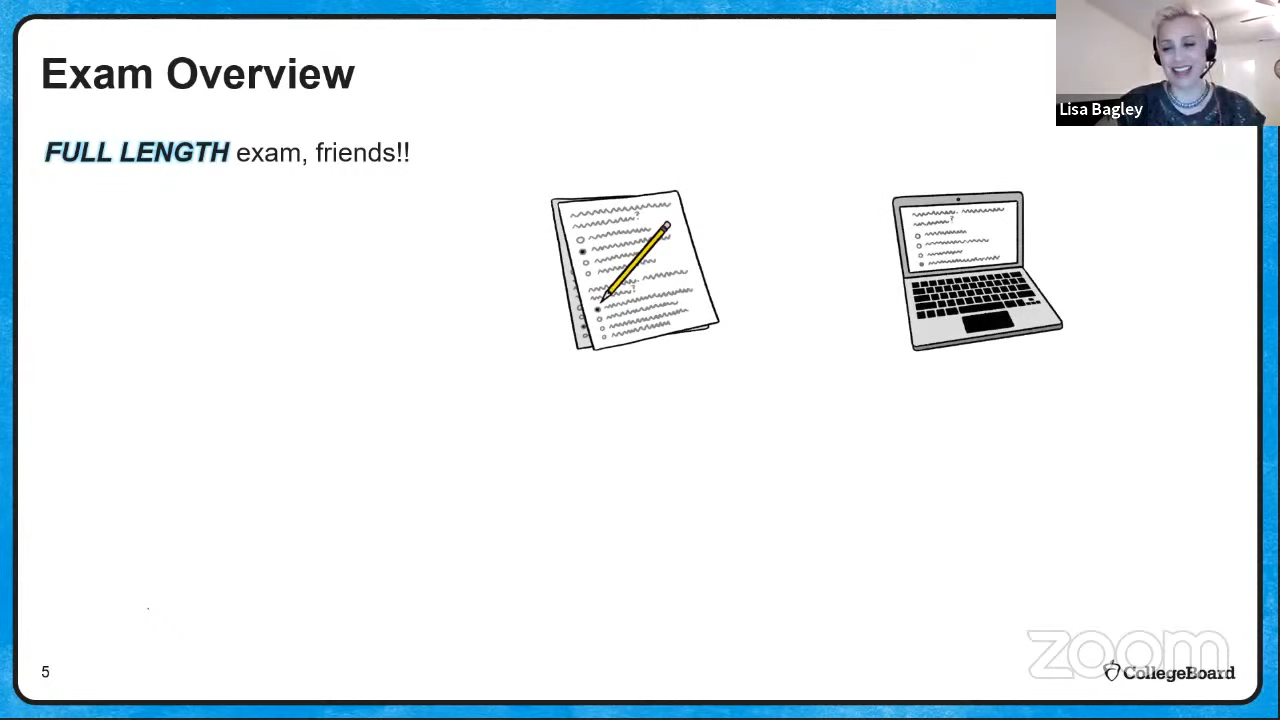 Exam Overview
Lisa Bagley
FULL LENGTH exam, friends!!
?
?
?
5
zoom
CollegeBoard